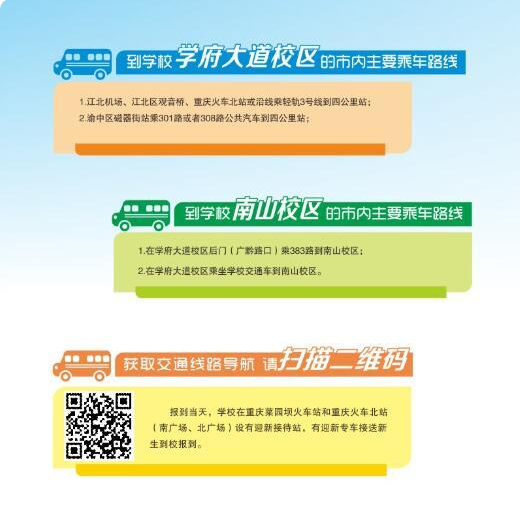 到学校 学府大道校区 的市内主要乘车路线
1.江北机场、江北区观音桥、重庆火车北站或沿线乘轻轨3号线到四公里站；
2.渝中区磁器街站乘301路或者308路公共汽车到四公里站；
到学校 南山校区 的市内主要乘车路线
1.在学府大道校区后门（广黔路口）乘383路到南山校区；
2.在学府大道校区乘坐学校交通车到南山校区。
获取交通线路导航 请扫描二维码
报到当天，学校在重庆菜园坝火车站和重庆火车北站
（南广场、北广场）设有迎新接待站，有迎新专车接送新
生到校报到。